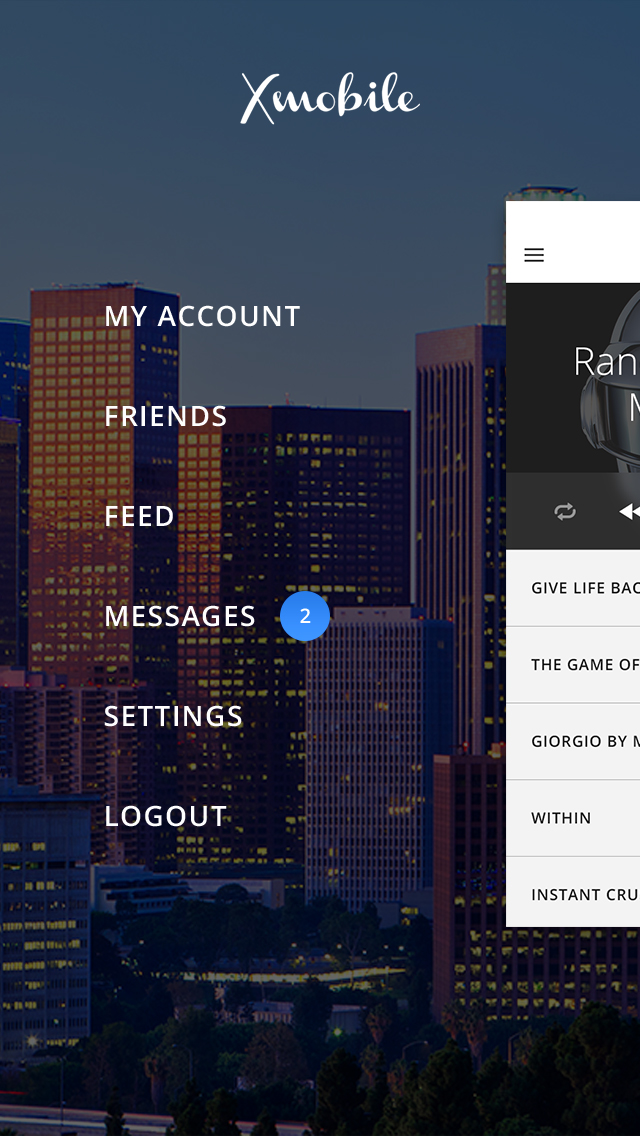 Xmobile
MY ACCOUNT
FRIENDS
FEED
MESSAGES 2
SETTINGS
LOGOUT
Ran
M
GIVE LIFE BAC
THE GAME OF
GIORGIO BY M
WITHIN
INSTANT CRU